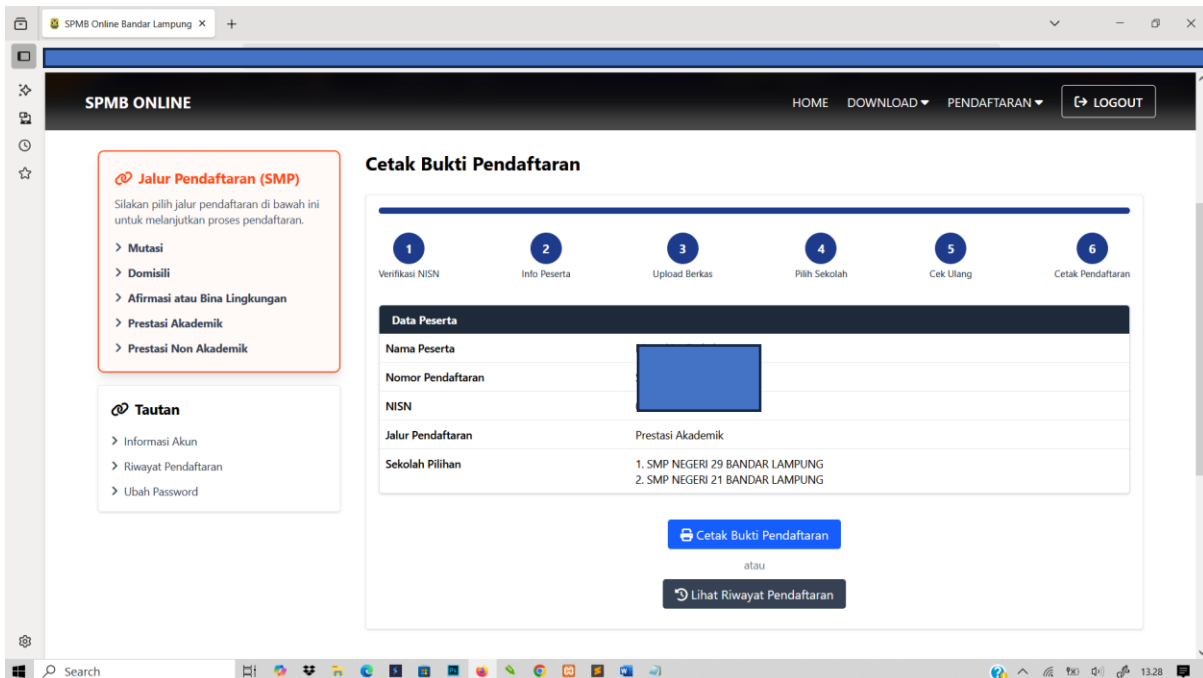 SPMB Online Bandar Lampung
SPMB ONLINE
HOME DOWNLOAD PENDAFTARAN LOGOUT
Jalur Pendaftaran (SMP)
Silakan pilih jalur pendaftaran di bawah ini
untuk melanjutkan proses pendaftaran.
Mutasi
Domisili
Afirmasi atau Bina Lingkungan
Prestasi Akademik
Prestasi Non Akademik
Tautan
Informasi Akun
Riwayat Pendaftaran
Ubah Password
Cetak Bukti Pendaftaran
1 2 3 4 5 6
Verifikasi NISN Info Peserta Upload Berkas Pilih Sekolah Cek Ulang Cetak Pendaftaran
Data Peserta
Nama Peserta
Nomor Pendaftaran
NISN
Jalur Pendaftaran Prestasi Akademik
Sekolah Pilihan 1. SMP NEGERI 29 BANDAR LAMPUNG
2. SMP NEGERI 21 BANDAR LAMPUNG
Cetak Bukti Pendaftaran
atau
Lihat Riwayat Pendaftaran
Search 13.28